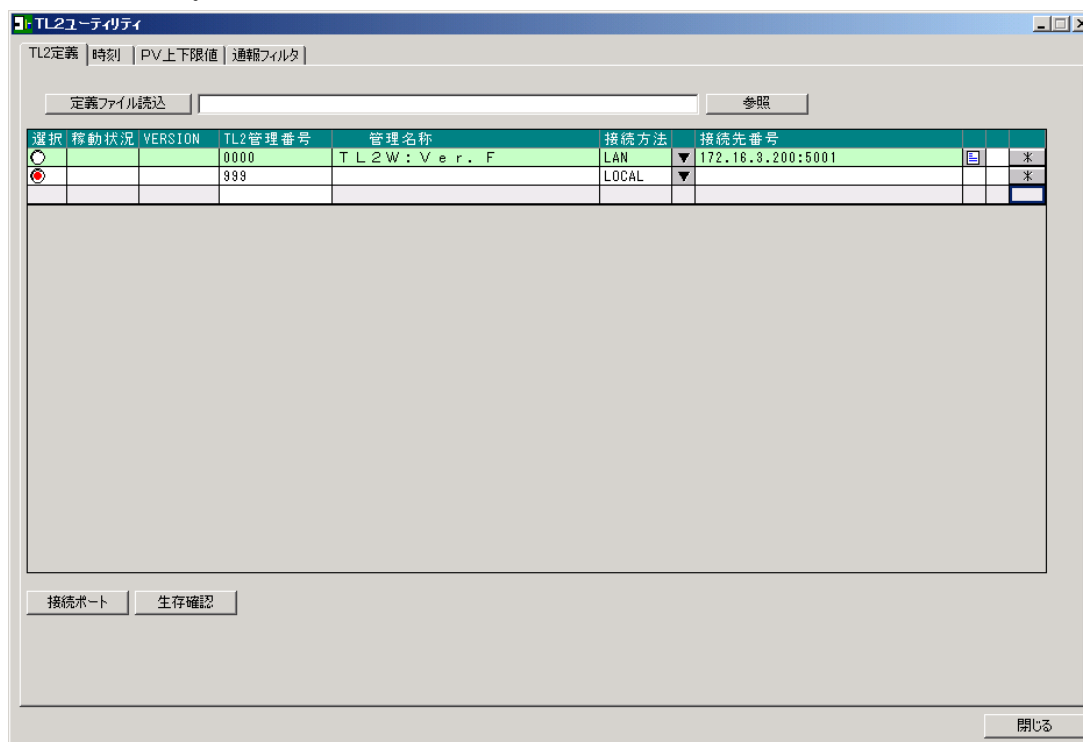 TL2ユーティリティ
TL2定義 時刻 PV上下限値 通報フィルタ
定義ファイル読込 参照
選択 稼動状況 VERSION TL2管理番号 管理名称 接続方法 接続先番号
0000 ＴＬ２Ｗ：Ｖｅｒ．Ｆ LAN ▼ 172.16.3.200:5001 *
999 LOCAL ▼ *
接続ポート 生存確認
閉じる